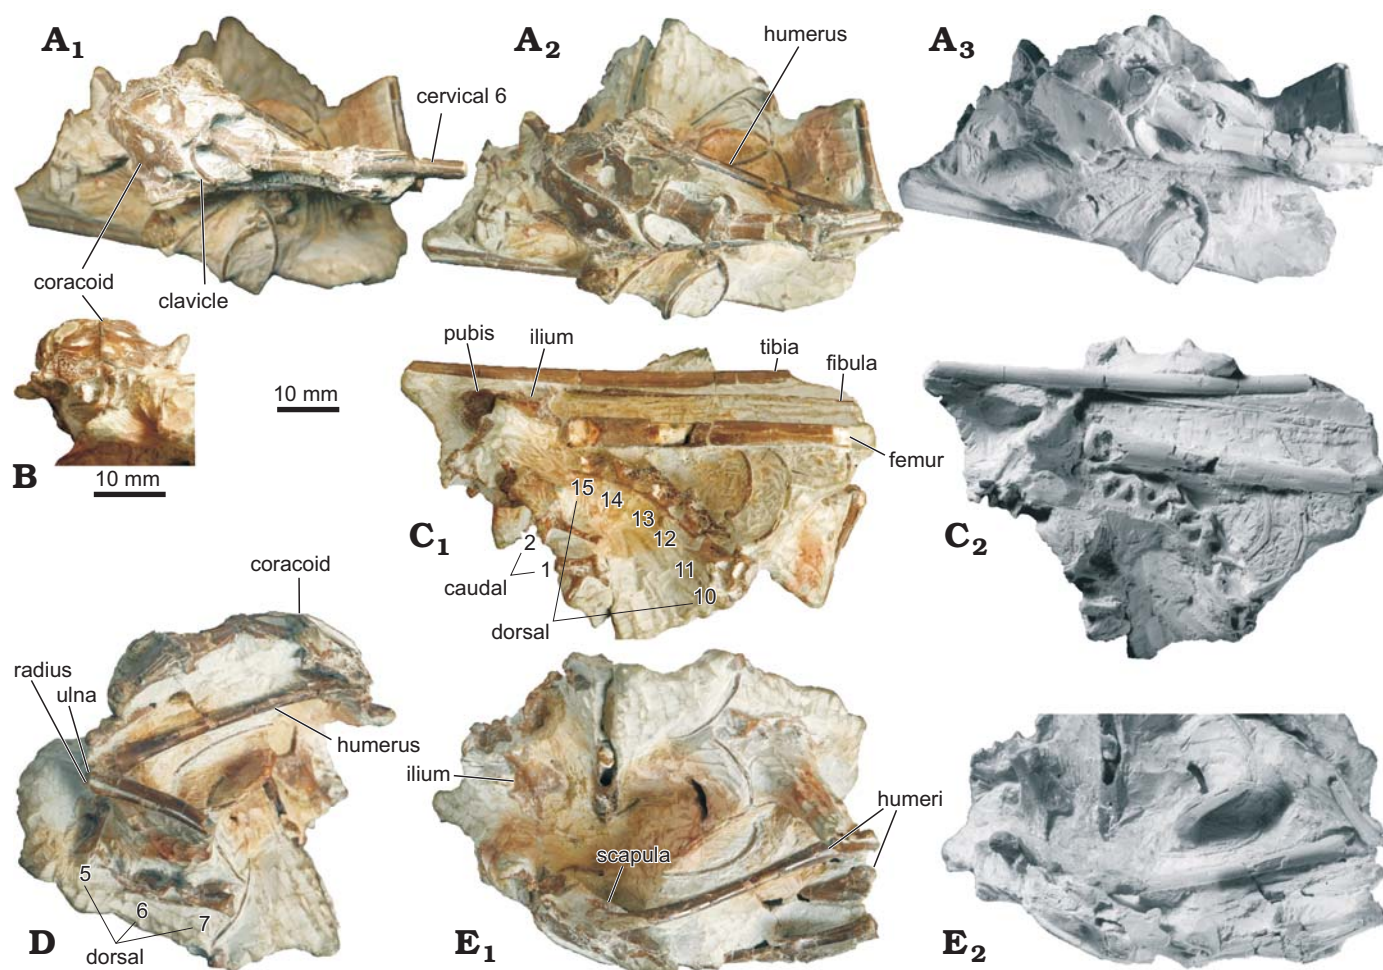 A1
A2
A3
humerus
cervical 6
coracoid
clavicle
B
10 mm
10 mm
pubis
ilium
tibia
fibula
femur
15
14
13
12
11
10
2
1
caudal
dorsal
C1
C2
coracoid
radius
ulna
humerus
5
6
7
dorsal
D
ilium
humeri
scapula
E1
E2